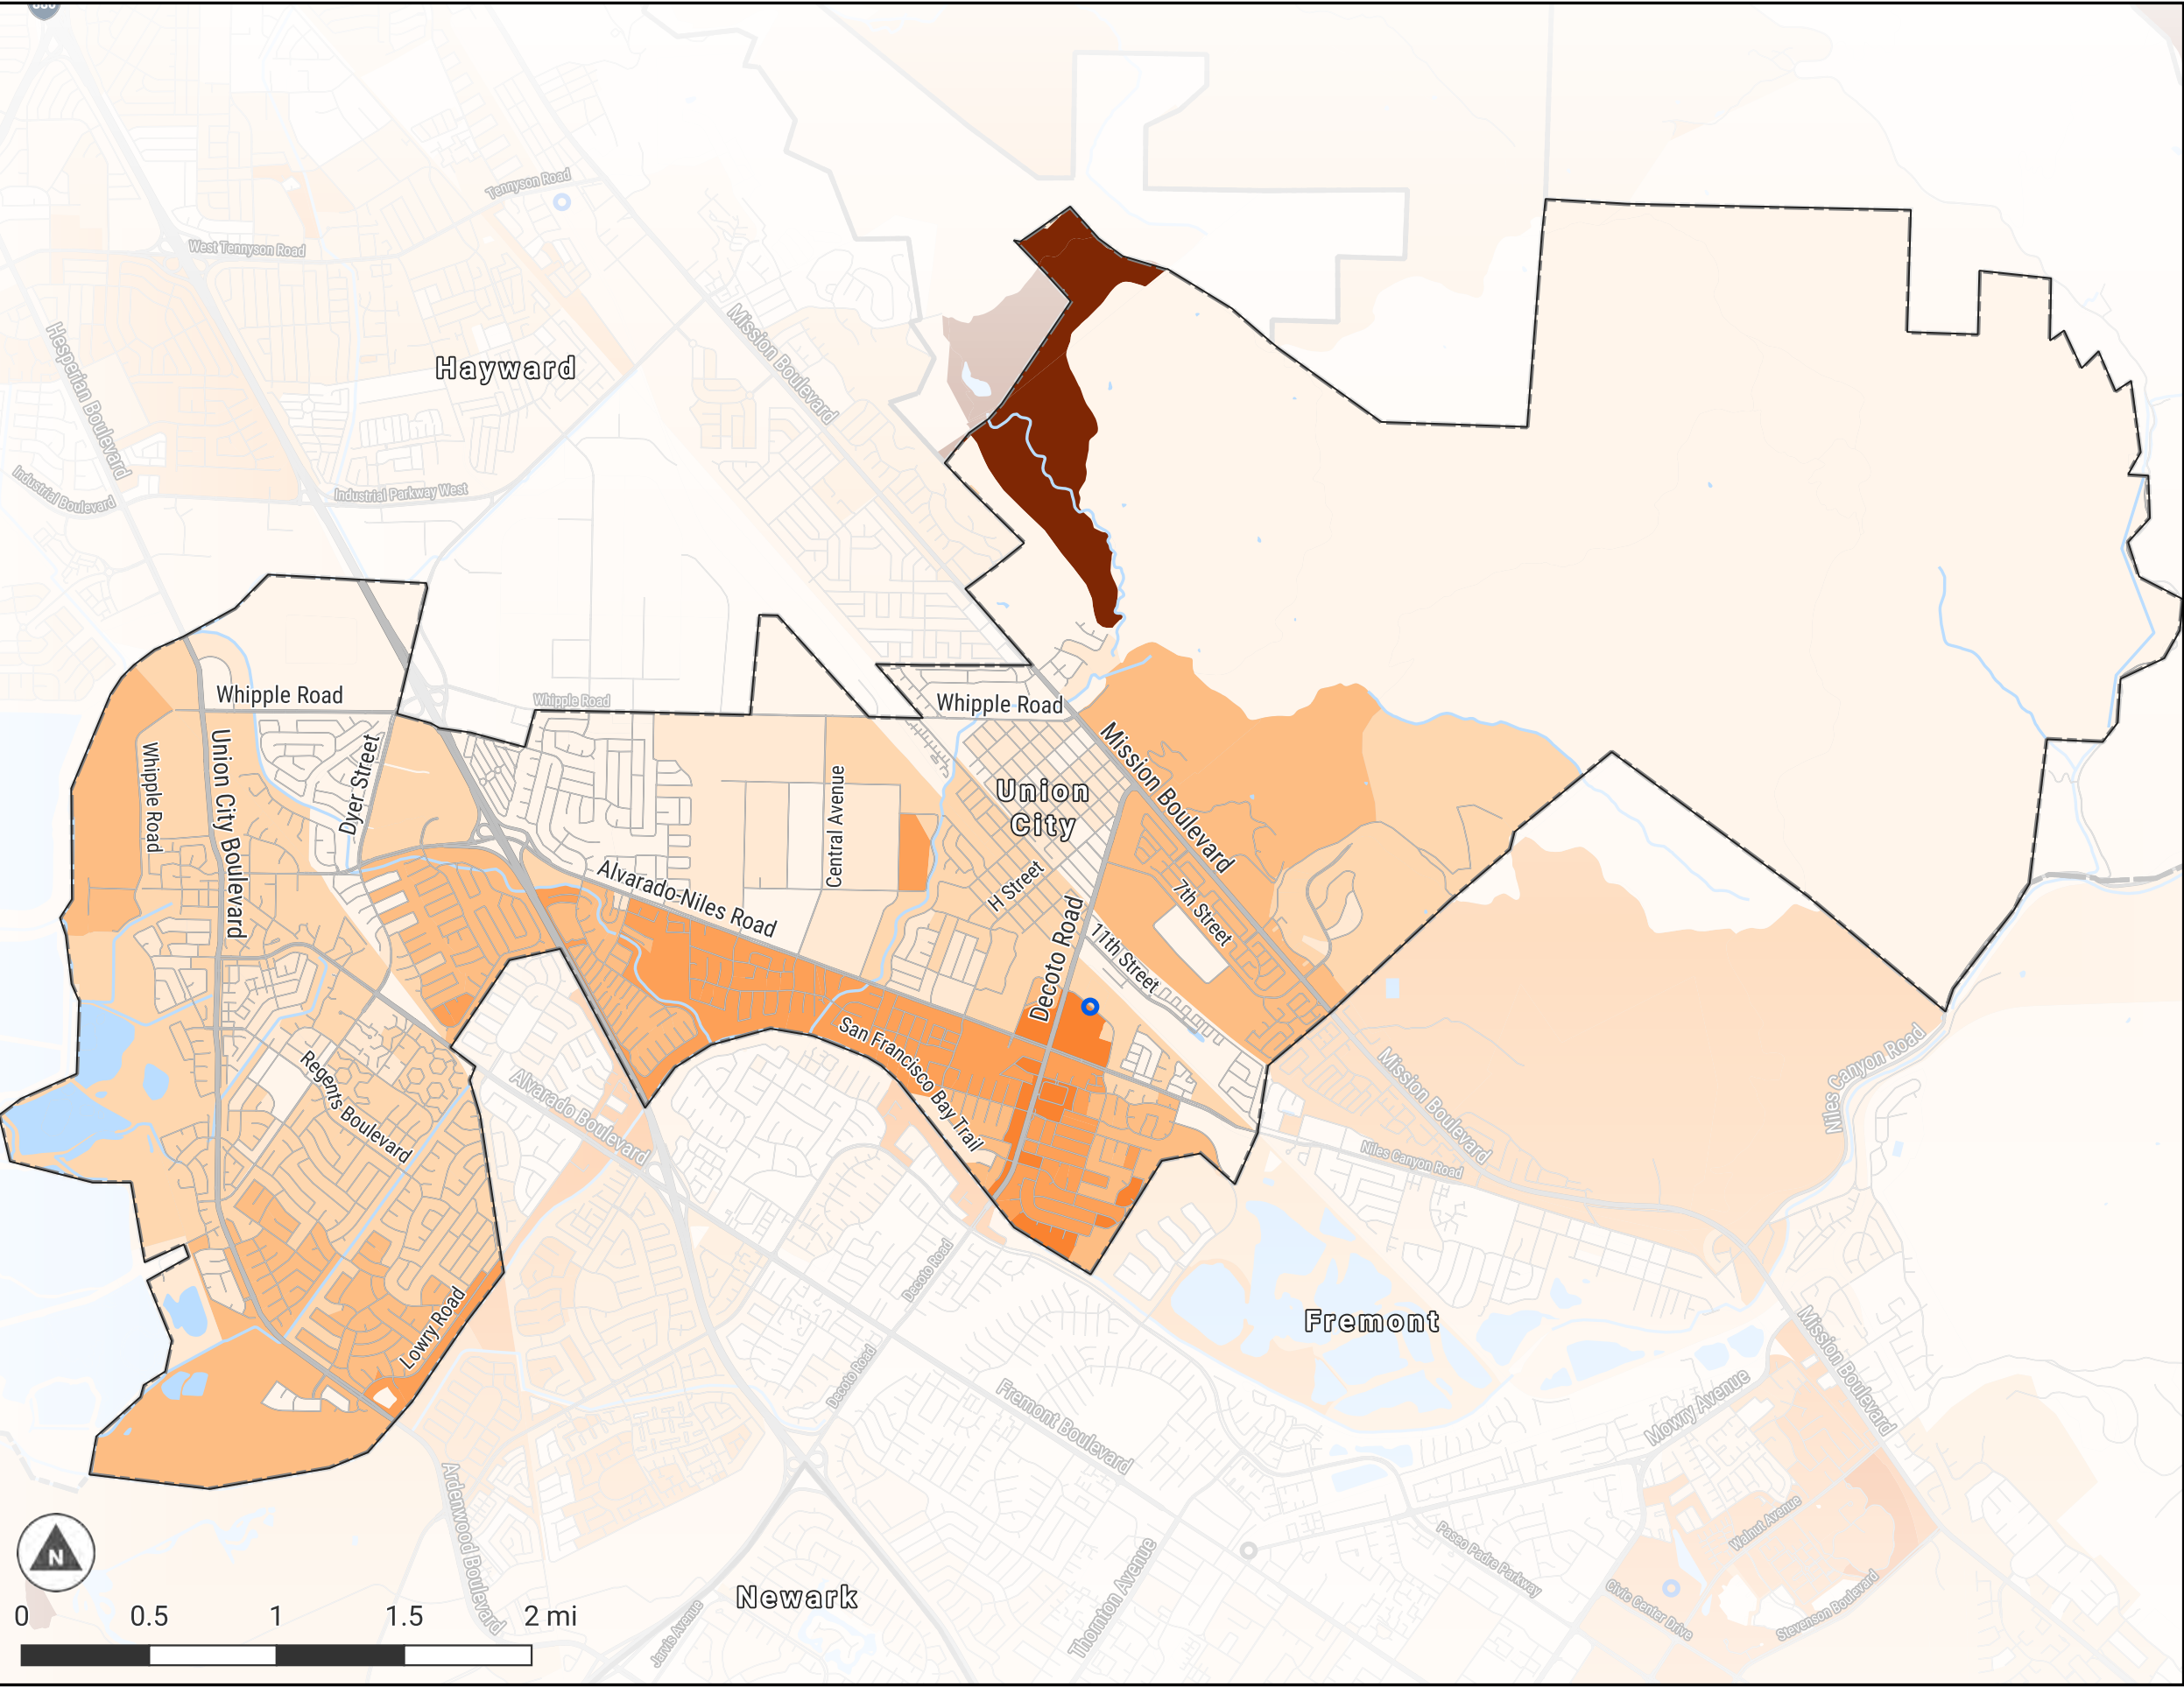 Tennyson Road
West Tennyson Road
Hesperian Boulevard
Mission Boulevard
Hayward
Industrial Boulevard
Industrial Parkway West
Whipple Road
Whipple Road
Whipple Road
Whipple Road
Union City Boulevard
Dyer Street
Central Avenue
Mission Boulevard
Union
City
Alvarado-Niles Road
H Street
7th Street
Decoto Road
11th Street
San Francisco Bay Trail
Regents Boulevard
Alvarado Boulevard
Mission Boulevard
Niles Canyon Road
Niles Canyon Road
Lowry Road
Decoto Road
Decoto Road
Fremont
Mission Boulevard
Mowry Avenue
Fremont Boulevard
Ardenwood Boulevard
Walnut Avenue
Paseo Padre Parkway
Thornton Avenue
Civic Center Drive
Stevenson Boulevard
Newark
Jarvis Avenue
N
0 0.5 1 1.5 2 mi